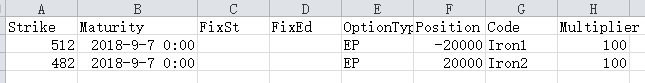 A B C D E F G H
Strike Maturity FixSt FixEd OptionTyp Position Code Multiplier
512 2018-9-7 0:00 EP -20000 Iron1 100
482 2018-9-7 0:00 EP 20000 Iron2 100